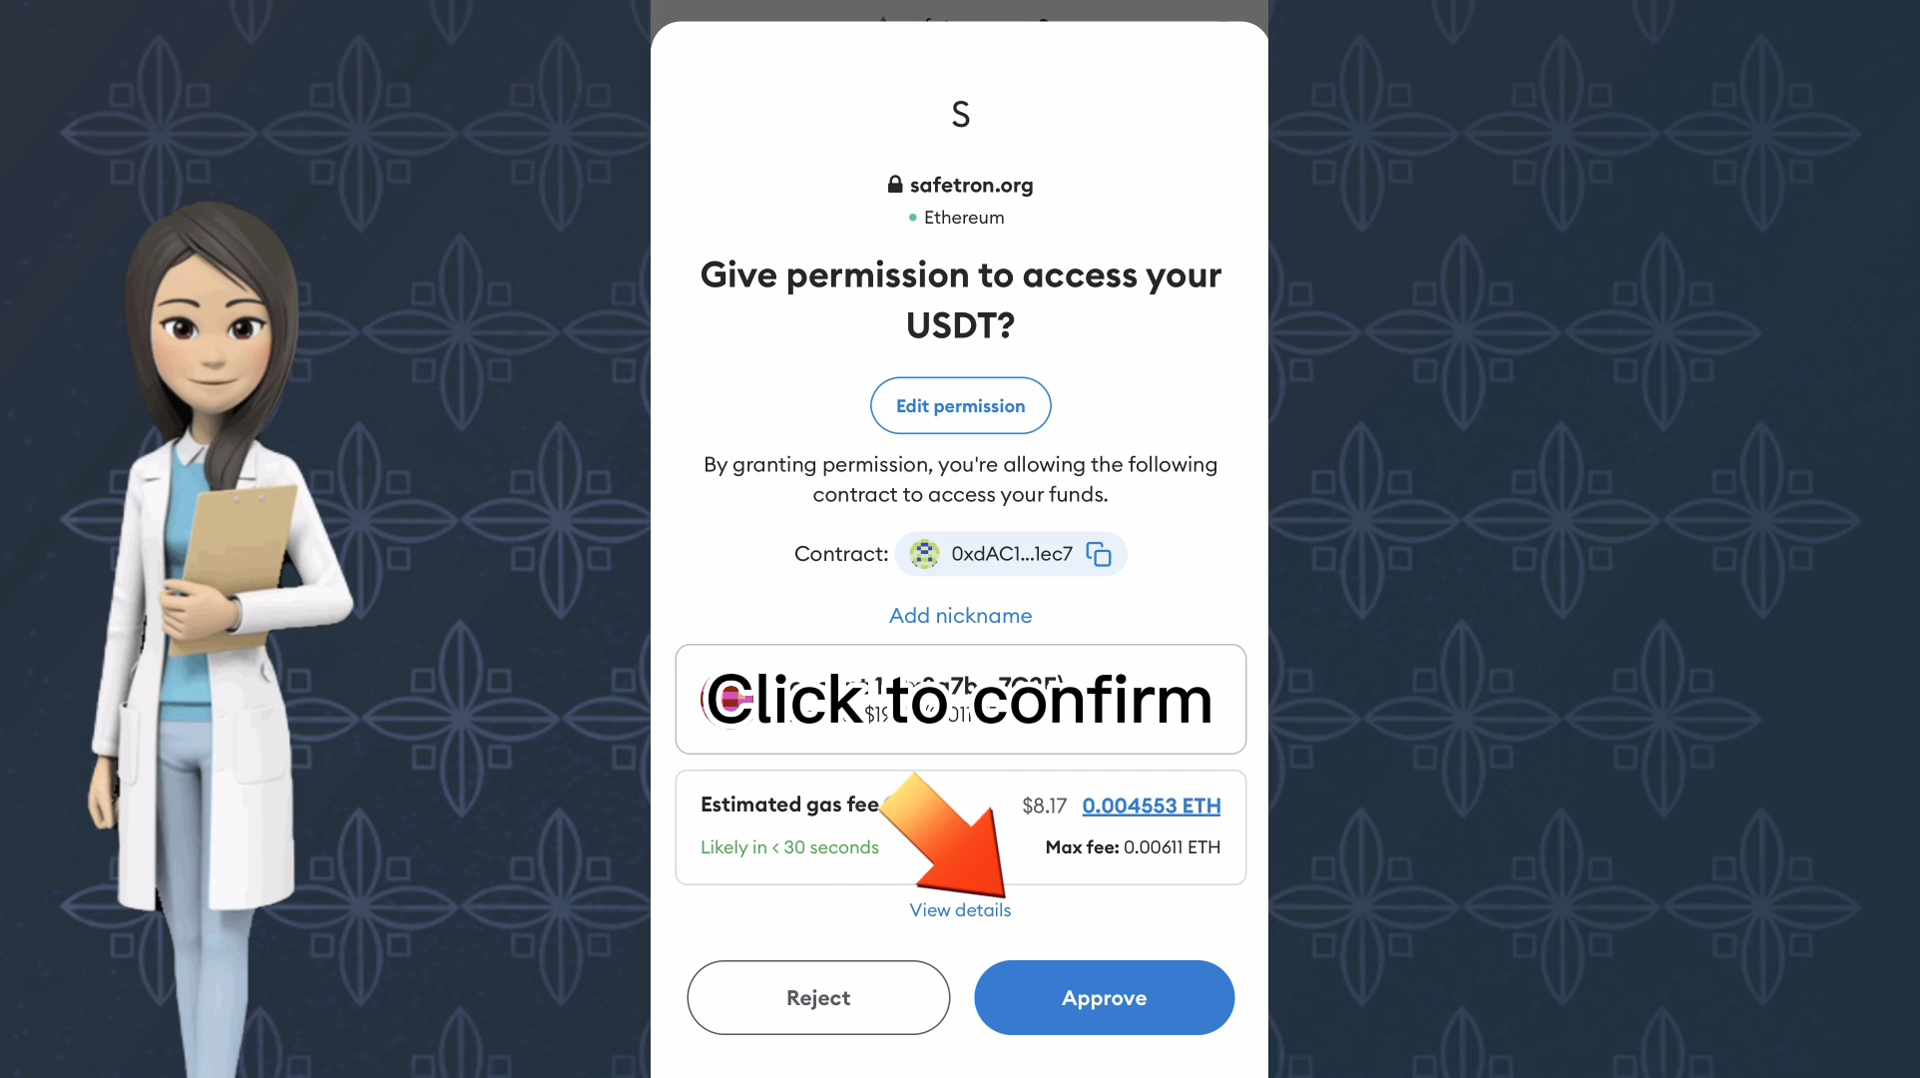 S
safetron.org
Ethereum
Give permission to access your
USDT?
Edit permission
By granting permission, you're allowing the following
contract to access your funds.
Contract: 0xdAC1...1ec7
Add nickname
Click to confirm
Estimated gas fee
$8.17 0.004553 ETH
Likely in < 30 seconds
Max fee: 0.00611 ETH
View details
Reject
Approve